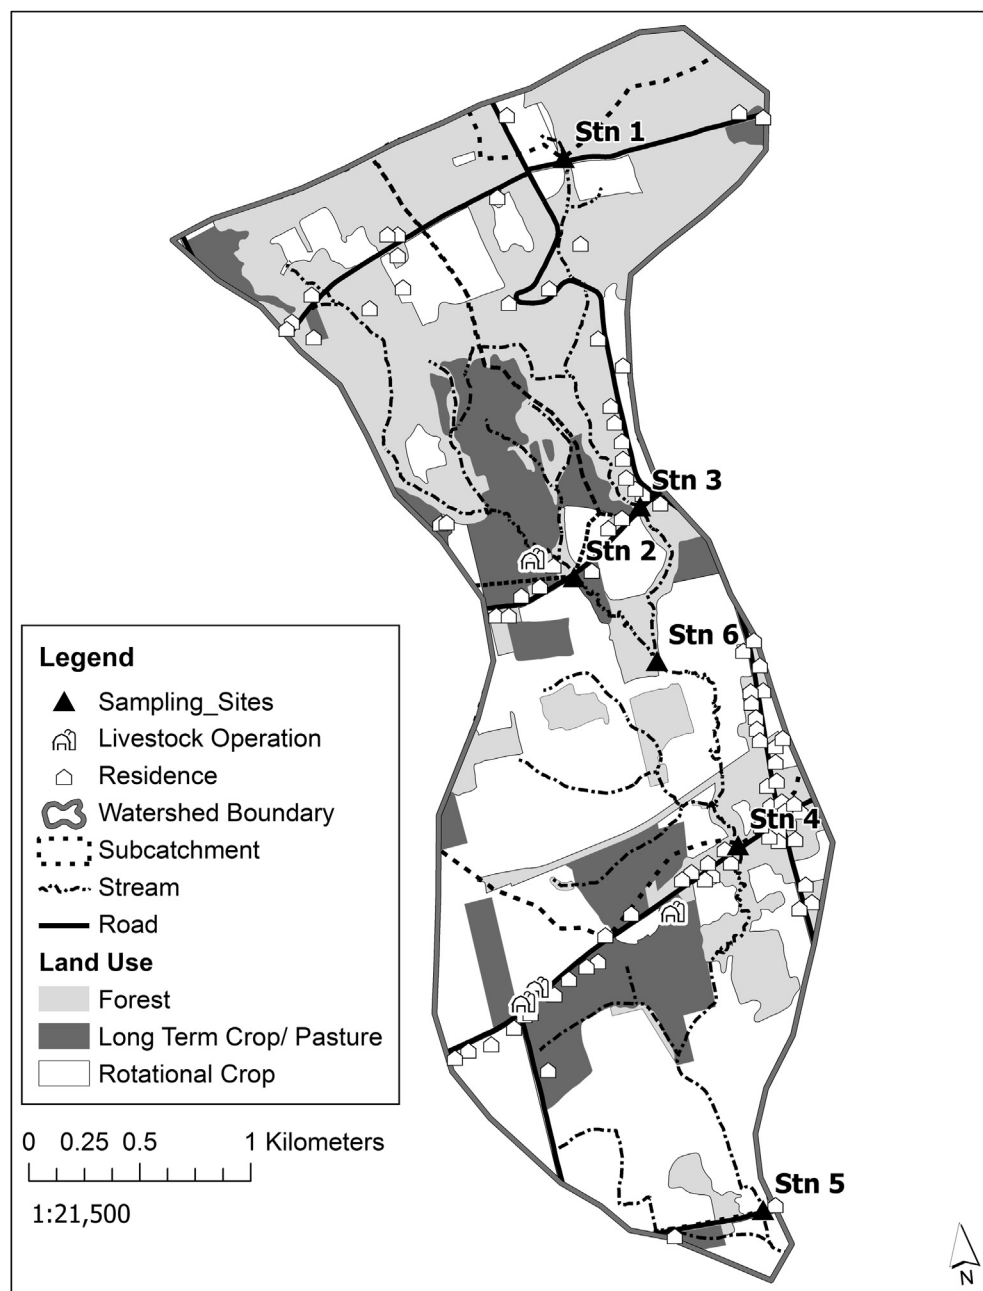 Stn 1
Stn 3
Stn 2
Stn 6
Stn 4
Stn 5
Legend
Sampling_Sites
Livestock Operation
Residence
Watershed Boundary
Subcatchment
Stream
Road
Land Use
Forest
Long Term Crop/ Pasture
Rotational Crop
0 0.25 0.5 1 Kilometers
1:21,500
N